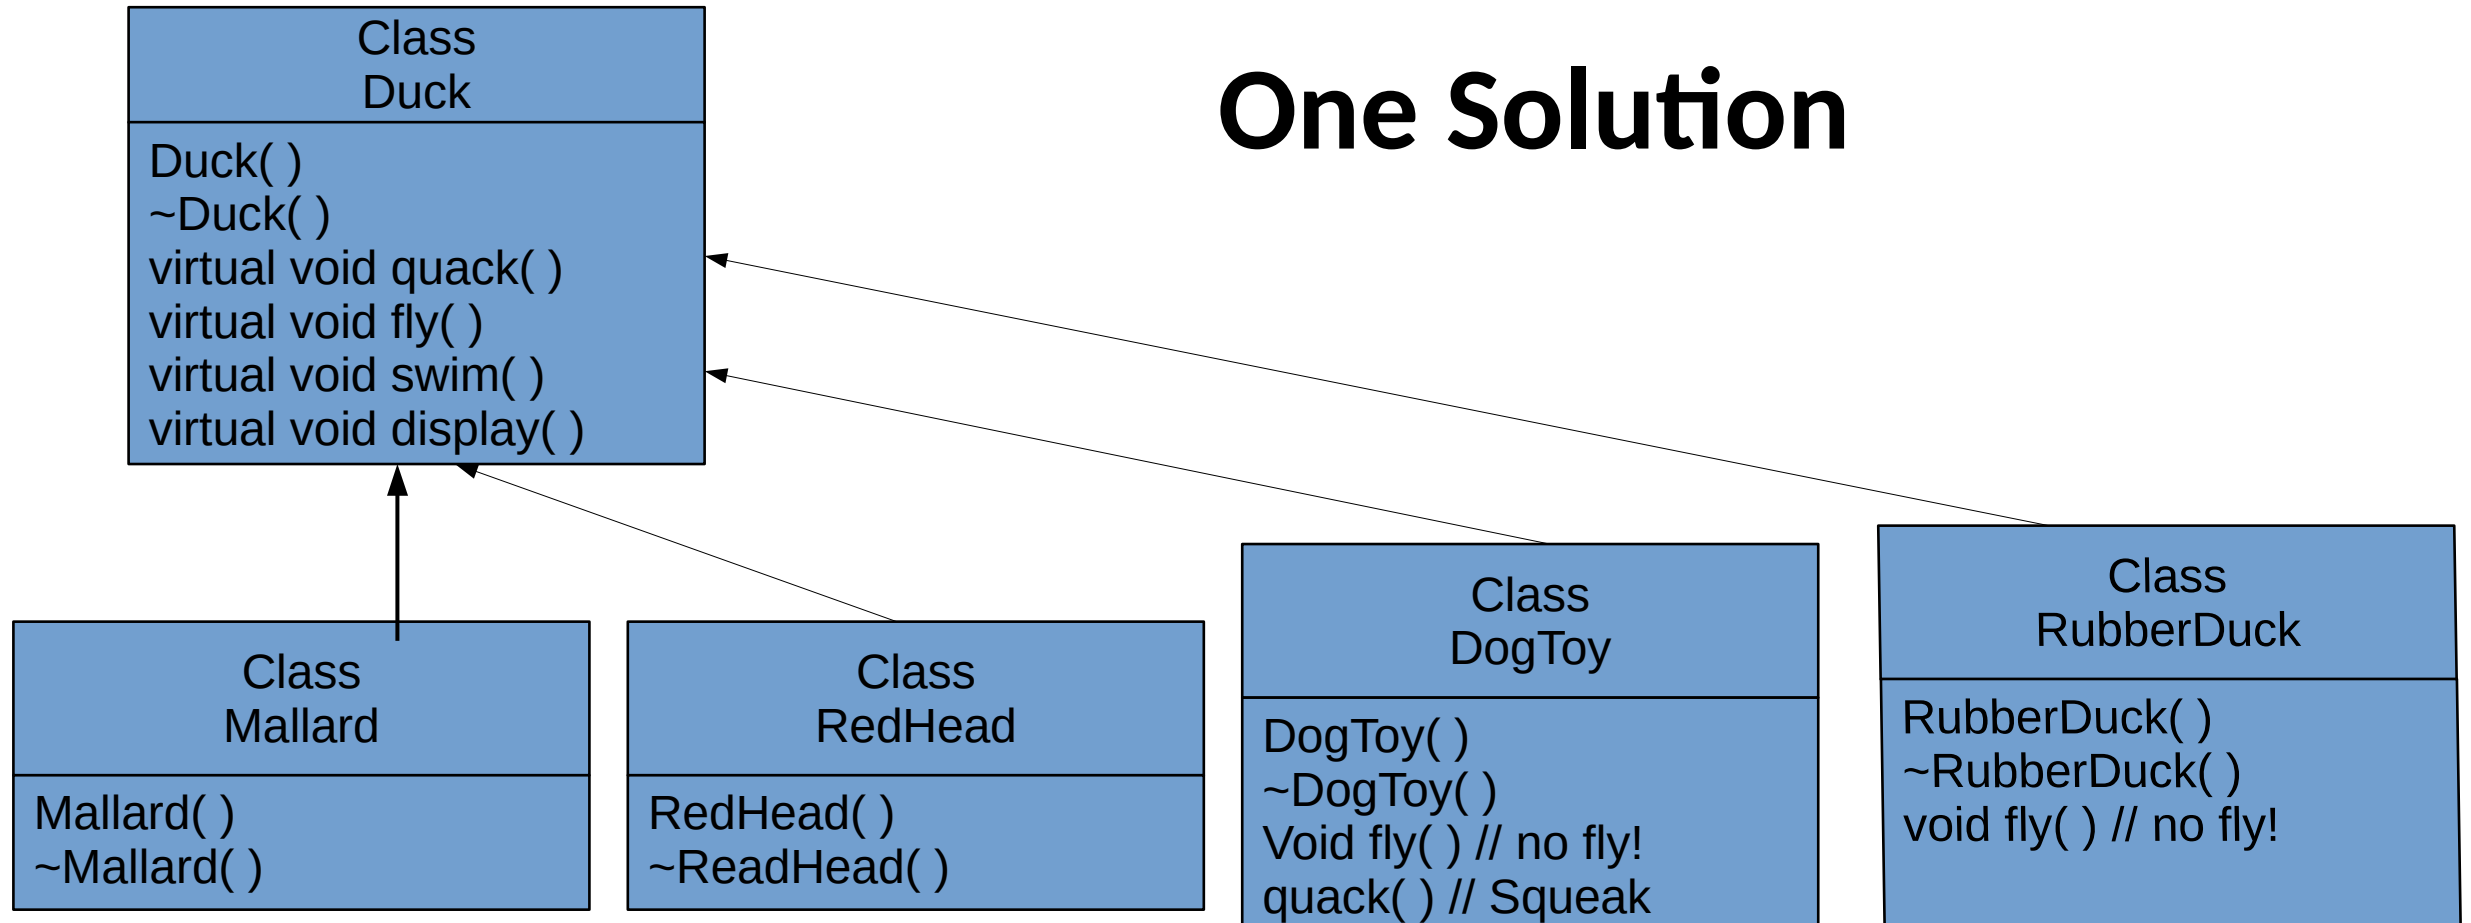 Class
Duck
Duck( )
~Duck( )
virtual void quack( )
virtual void fly( )
virtual void swim( )
virtual void display( )
One Solution
Class
Mallard
Mallard( )
~Mallard( )
Class
RedHead
RedHead( )
~ReadHead( )
Class
DogToy
DogToy( )
~DogToy( )
Void fly( ) // no fly!
quack( ) // Squeak
Class
RubberDuck
RubberDuck( )
~RubberDuck( )
void fly( ) // no fly!